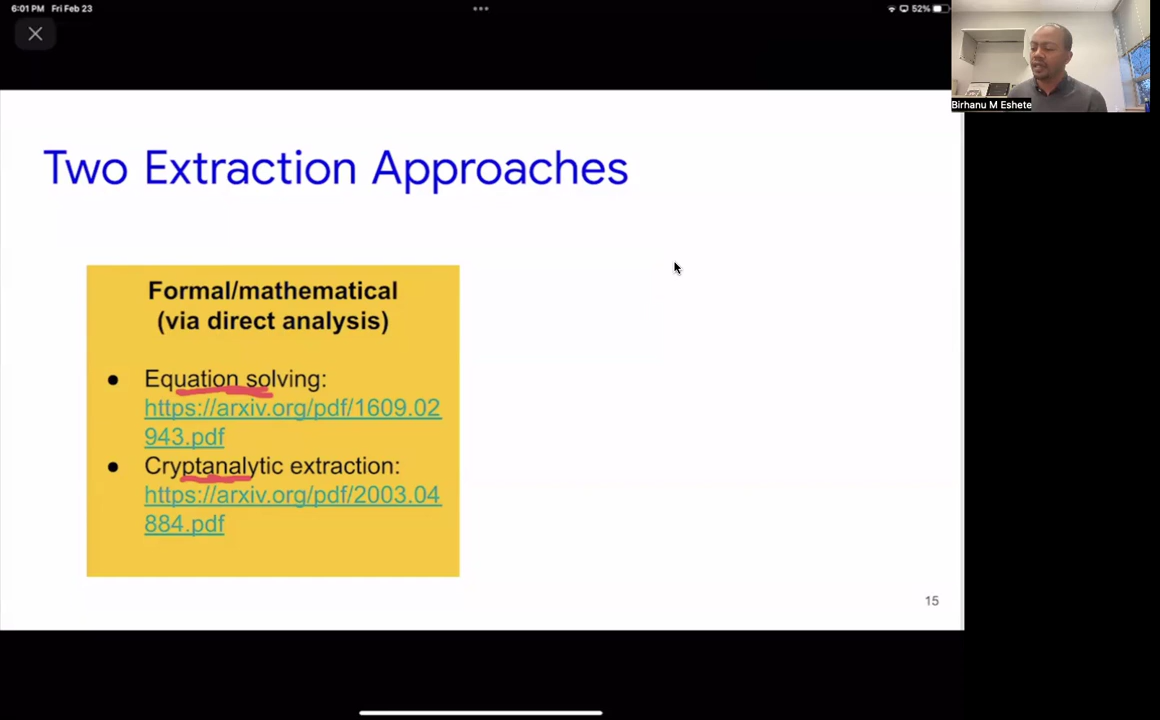 6:01 PM Fri Feb 23
52%
Birhanu M Eshete
Two Extraction Approaches
Formal/mathematical
(via direct analysis)
● Equation solving:
https://arxiv.org/pdf/1609.02
943.pdf
● Cryptanalytic extraction:
https://arxiv.org/pdf/2003.04
884.pdf
15